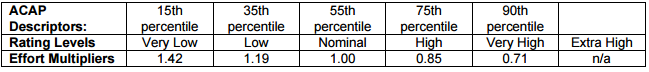 ACAP Descriptors: 15th percentile 35th percentile 55th percentile 75th percentile 90th percentile
Rating Levels Very Low Low Nominal High Very High Extra High
Effort Multipliers 1.42 1.19 1.00 0.85 0.71 n/a